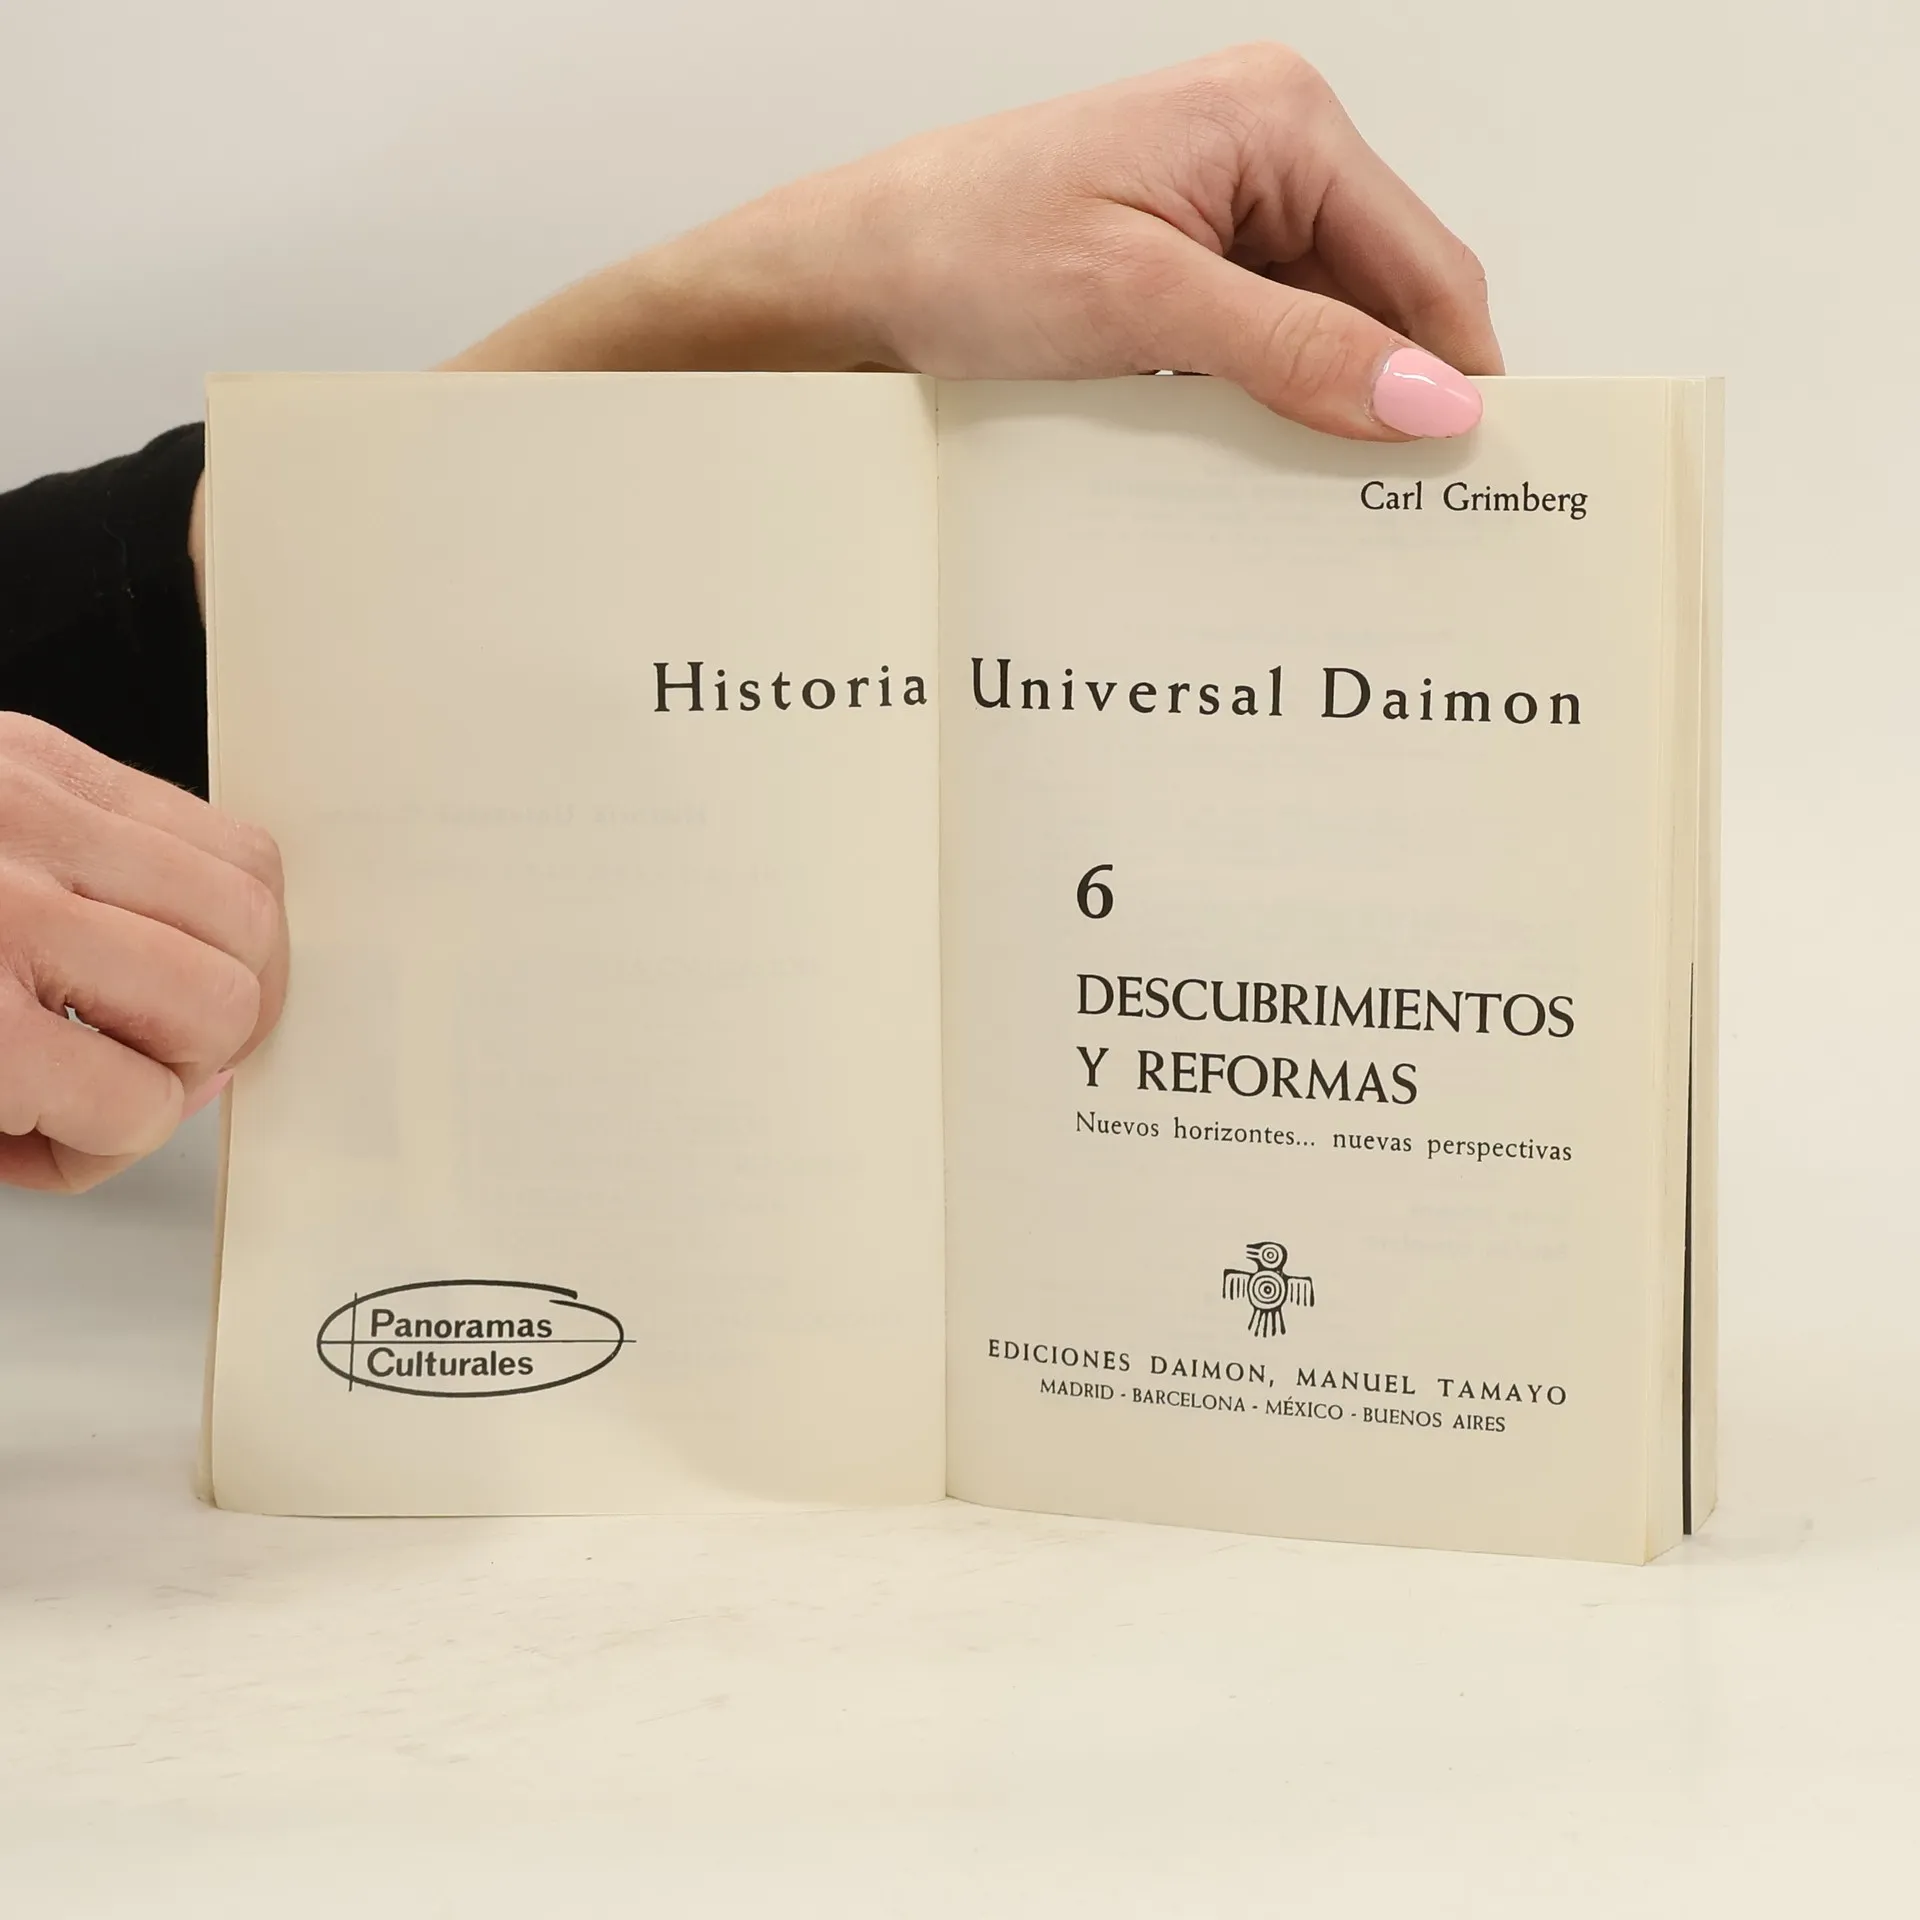 Carl Grimberg
Historia Universal Daimon
6
DESCUBRIMIENTOS
Y REFORMAS
Nuevos horizontes... nuevas perspectivas
Panoramas
Culturales
EDICIONES DAIMON, MANUEL TAMAYO
MADRID - BARCELONA - MÉXICO - BUENOS AIRES